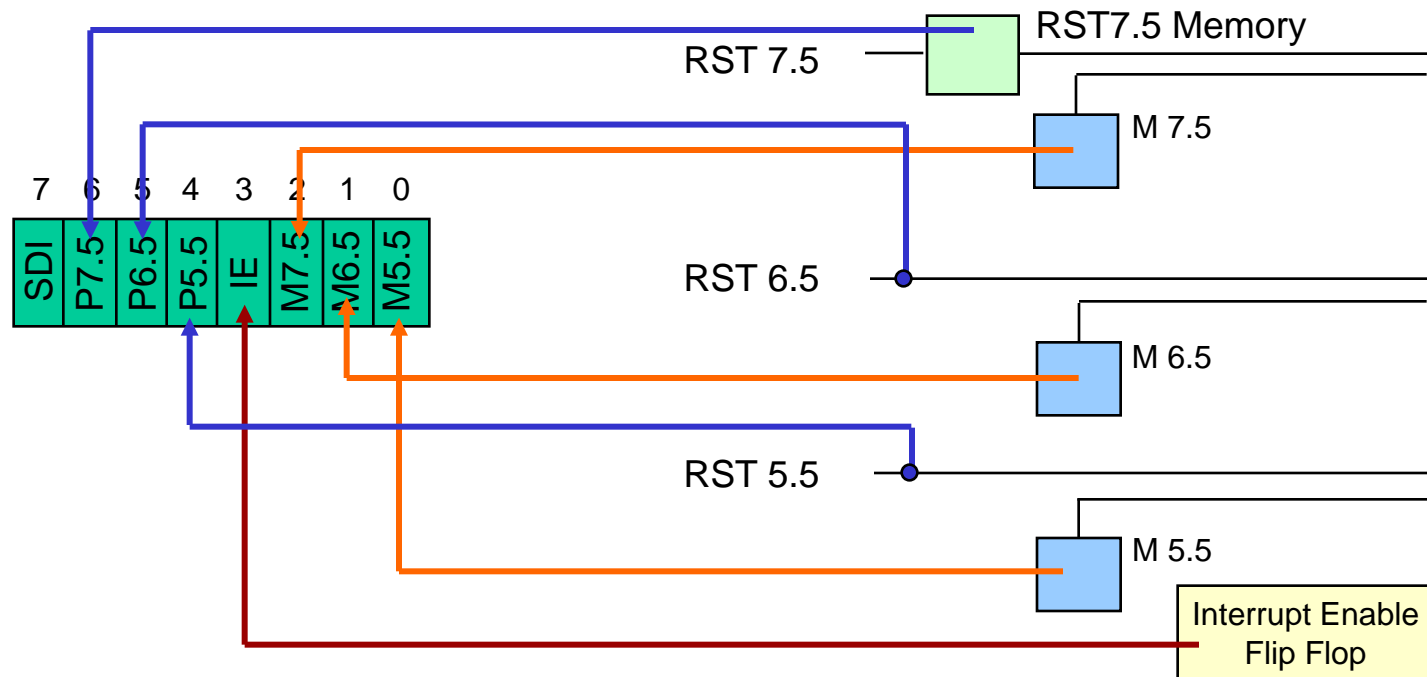 RST7.5 Memory
RST 7.5
M 7.5
7 6 5 4 3 2 1 0
SDI P7.5 P6.5 P5.5 IE M7.5 M6.5 M5.5
RST 6.5
M 6.5
RST 5.5
M 5.5
Interrupt Enable
Flip Flop